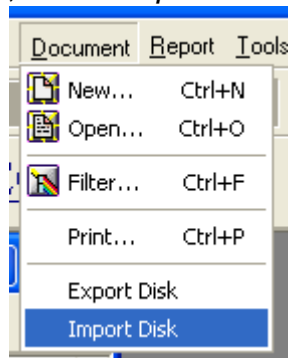 Document Report Tools
New... Ctrl+N
Open... Ctrl+O
Filter... Ctrl+F
Print... Ctrl+P
Export Disk
Import Disk